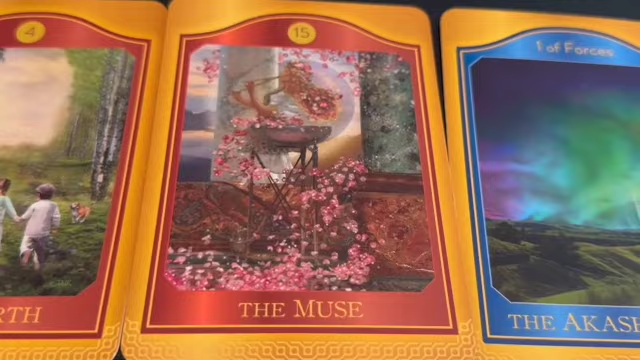 4
15
1 of Forces
RTH
THE MUSE
THE AKASH